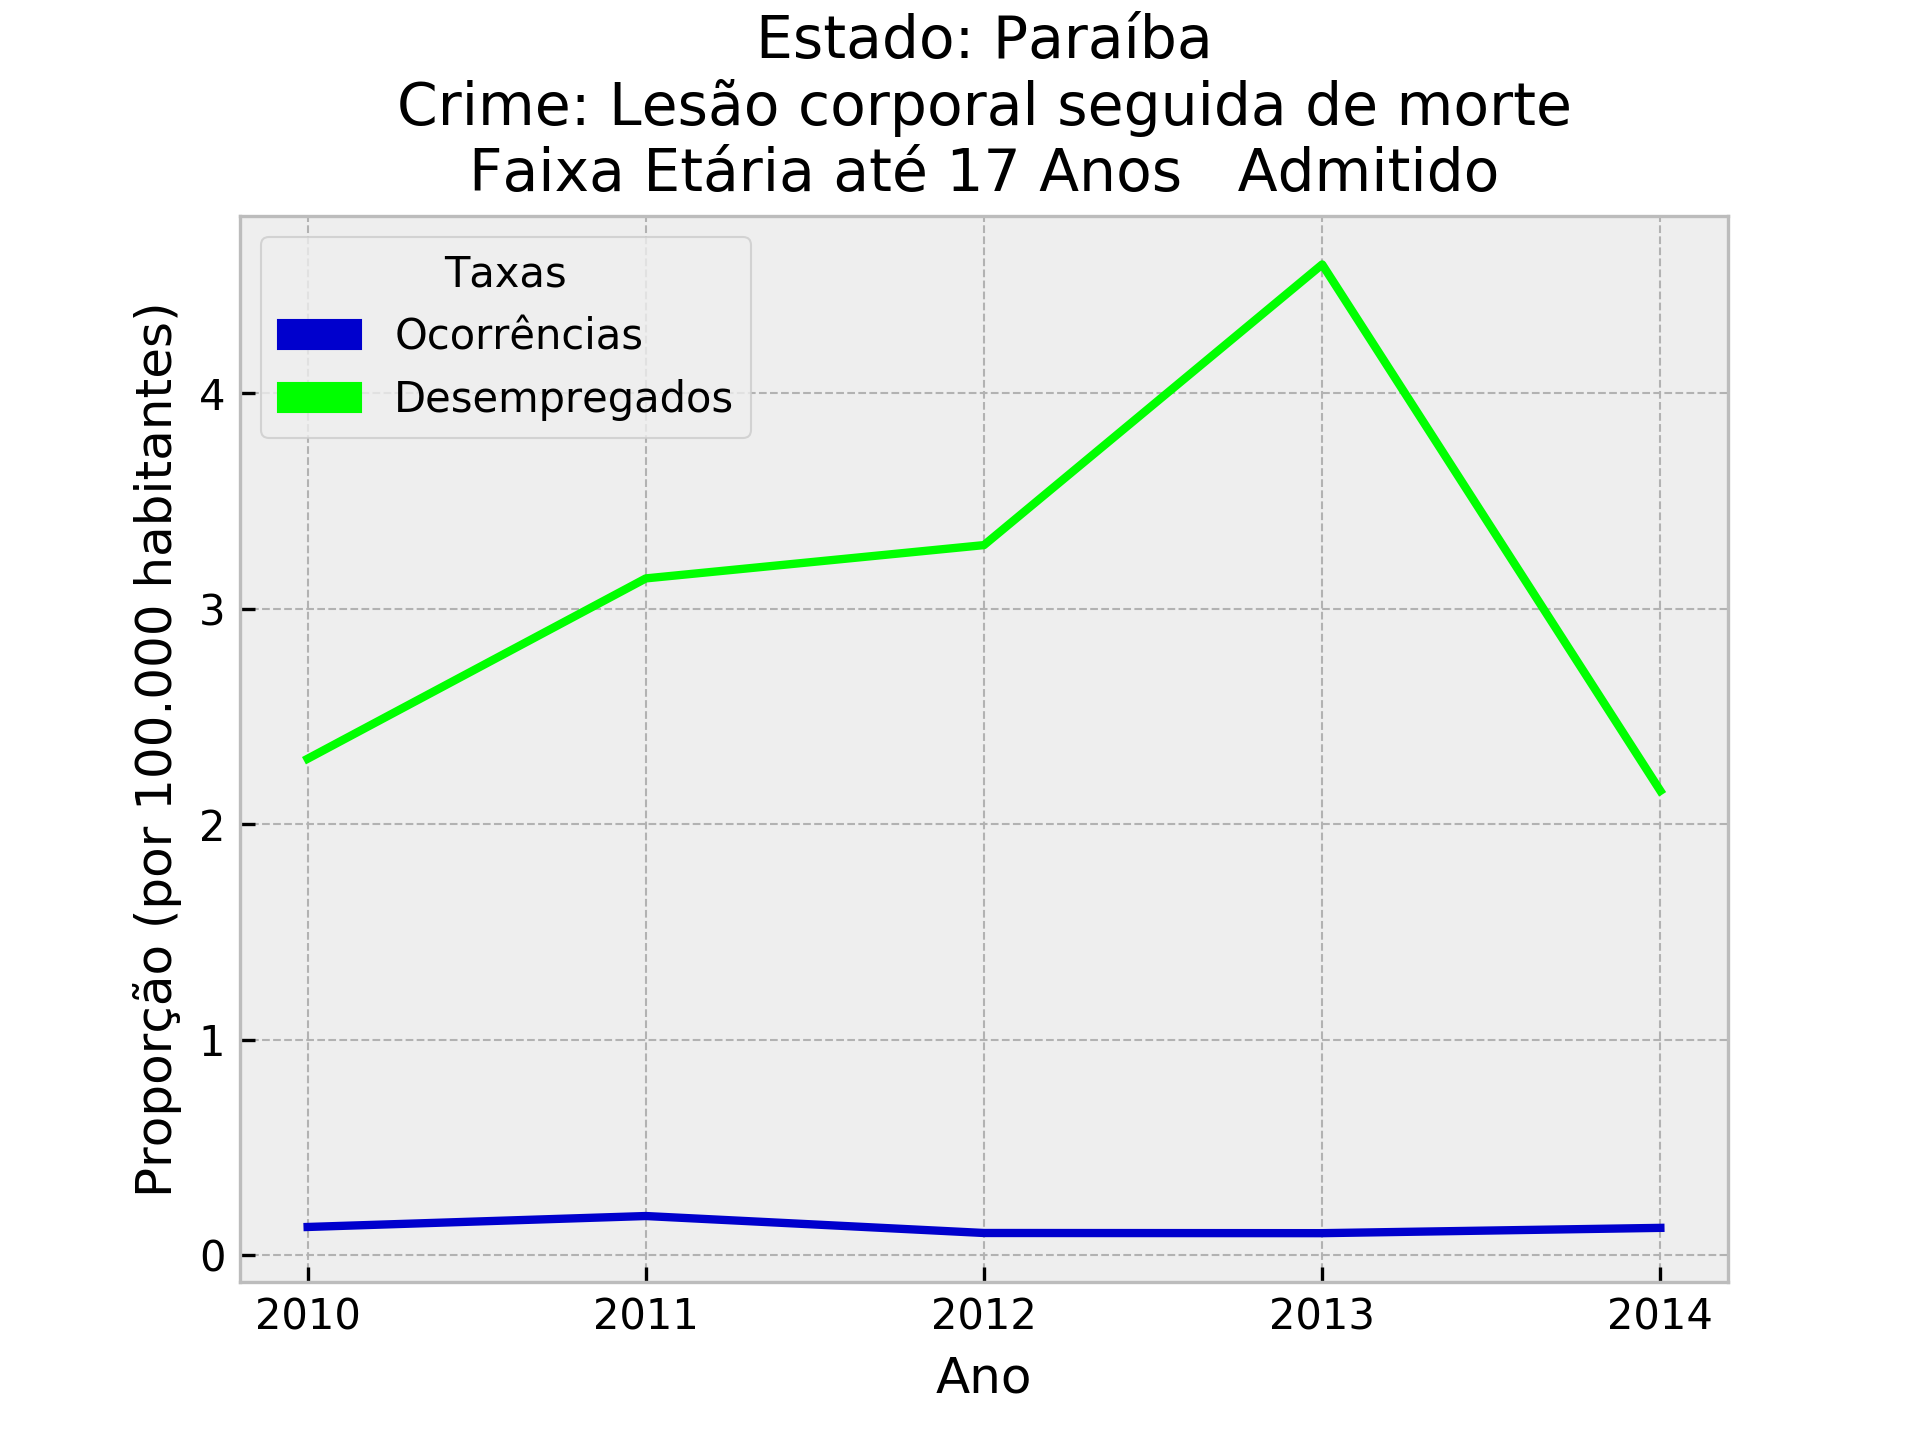 Estado: Paraíba
Crime: Lesão corporal seguida de morte
Faixa Etária até 17 Anos   Admitido
Taxas
Ocorrências
Desempregados
Proporção (por 100.000 habitantes)
4
3
2
1
0
2010 2011 2012 2013 2014
Ano